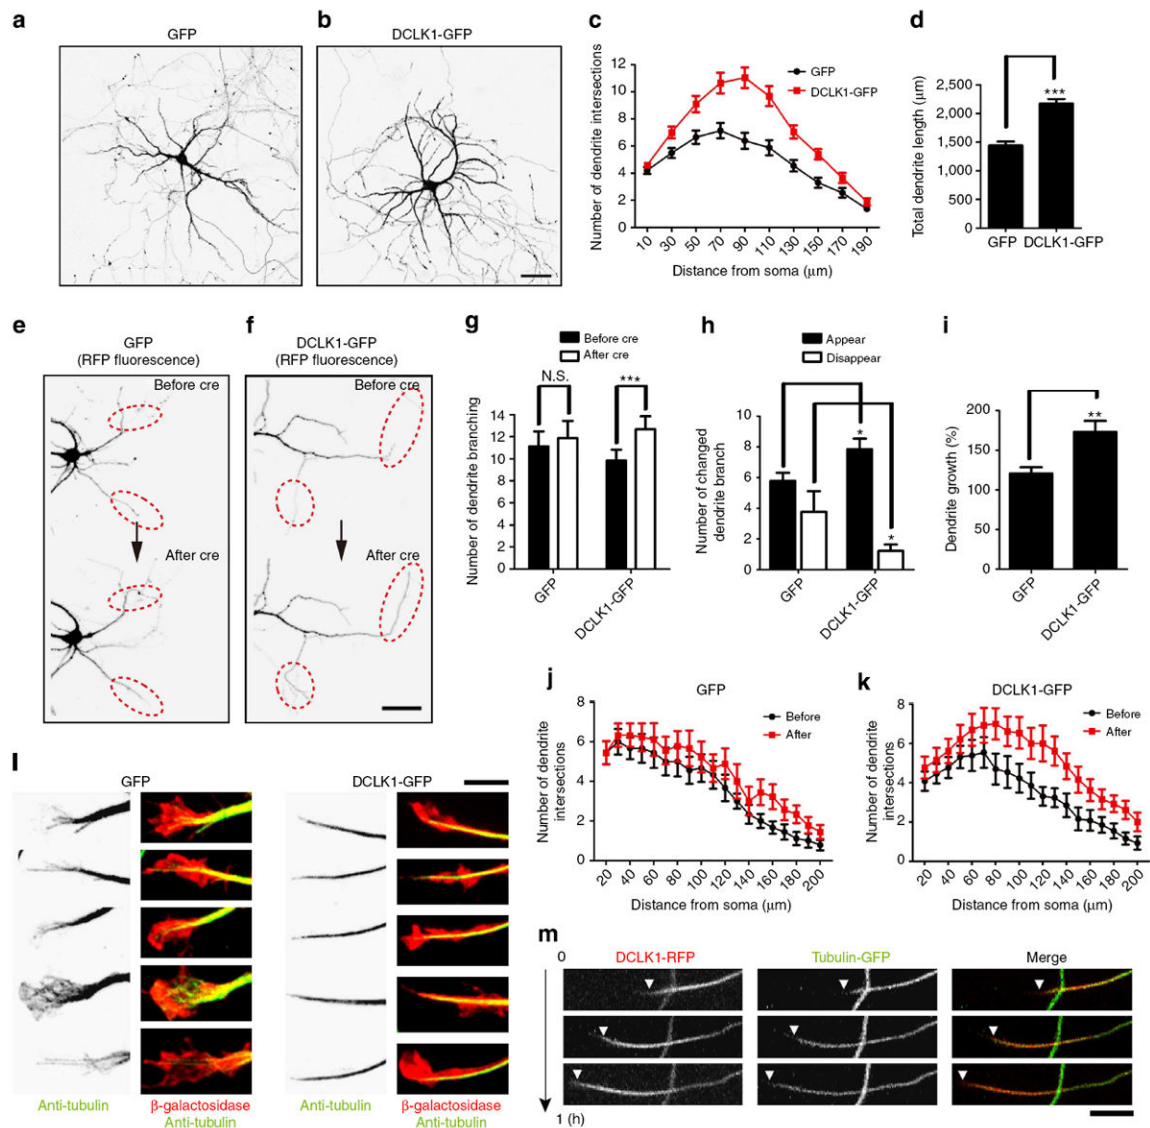 a
GFP
b
DCLK1-GFP
c
Number of dendrite intersections
12
10
8
6
4
2
0
GFP
DCLK1-GFP
10 30 50 70 90 110 130 150 170 190
Distance from soma (μm)
d
Total dendrite length (μm)
2,500
2,000
1,500
1,000
500
0
***
GFP DCLK1-GFP
e
GFP
(RFP fluorescence)
Before cre
After cre
f
DCLK1-GFP
(RFP fluorescence)
Before cre
After cre
g
Before cre
After cre
N.S.
***
Number of dendrite branching
14
12
10
8
6
4
2
0
GFP
DCLK1-GFP
h
Appear
Disappear
Number of changed
dendrite branch
8
6
4
2
0
*
*
GFP
DCLK1-GFP
i
Dendrite growth (%)
200
150
100
50
0
**
GFP
DCLK1-GFP
j
GFP
Number of dendrite
intersections
8
6
4
2
0
Before
After
20 40 60 80 100 120 140 160 180 200
Distance from soma (μm)
k
DCLK1-GFP
Number of dendrite
intersections
8
6
4
2
0
Before
After
20 40 60 80 100 120 140 160 180 200
Distance from soma (μm)
l
GFP
DCLK1-GFP
Anti-tubulin
β-galactosidase
Anti-tubulin
Anti-tubulin
β-galactosidase
Anti-tubulin
m
0
DCLK1-RFP
Tubulin-GFP
Merge
1 (h)